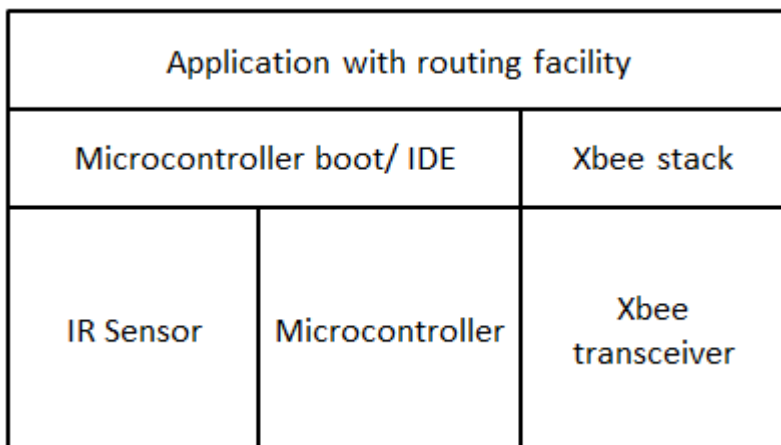 Application with routing facility
Microcontroller boot/ IDE
Xbee stack
IR Sensor
Microcontroller
Xbee
transceiver